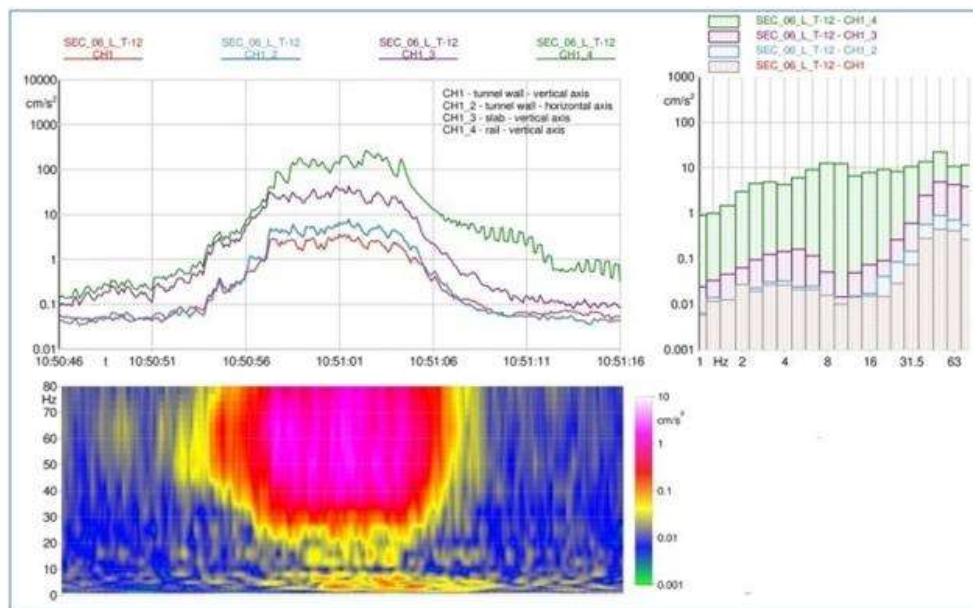 SEC_06_L_T-12 SEC_06_L_T-12 SEC_06_L_T-12 SEC_06_L_T-12
CH1 CH1_2 CH1_3 CH1_4
10000
cm/s²
1000
100
10
1
0.1
0.01
CH1 - tunnel wall - vertical axis
CH1_2 - tunnel wall - horizontal axis
CH1_3 - slab - vertical axis
CH1_4 - rail - vertical axis
10:50:46 t 10:50:51 10:50:56 10:51:01 10:51:06 10:51:11 10:51:16
SEC_06_L_T-12 - CH1_4
SEC_06_L_T-12 - CH1_3
SEC_06_L_T-12 - CH1_2
SEC_06_L_T-12 - CH1
1000
cm/s²
100
10
1
0.1
0.01
0.001
1 Hz 2 4 8 16 31.5 63
80
Hz
70
60
50
40
30
20
10
0
10
cm/s²
1
0.1
0.01
0.001